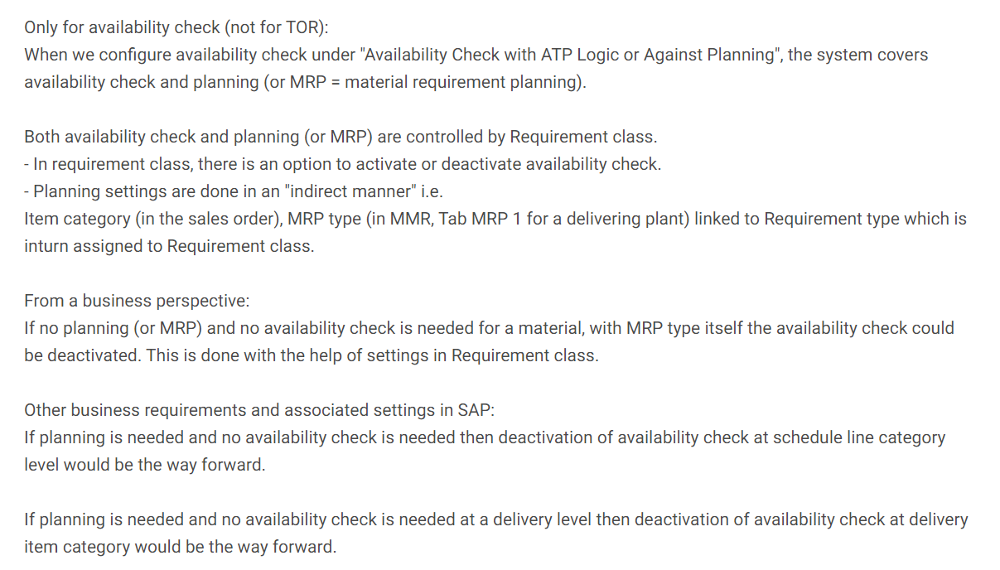 Only for availability check (not for TOR):
When we configure availability check under "Availability Check with ATP Logic or Against Planning", the system covers
availability check and planning (or MRP = material requirement planning).
Both availability check and planning (or MRP) are controlled by Requirement class.
- In requirement class, there is an option to activate or deactivate availability check.
- Planning settings are done in an "indirect manner" i.e.
Item category (in the sales order), MRP type (in MMR, Tab MRP 1 for a delivering plant) linked to Requirement type which is
inturn assigned to Requirement class.
From a business perspective:
If no planning (or MRP) and no availability check is needed for a material, with MRP type itself the availability check could
be deactivated. This is done with the help of settings in Requirement class.
Other business requirements and associated settings in SAP:
If planning is needed and no availability check is needed then deactivation of availability check at schedule line category
level would be the way forward.
If planning is needed and no availability check is needed at a delivery level then deactivation of availability check at delivery
item category would be the way forward.